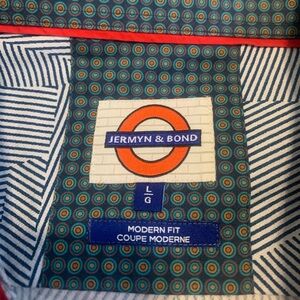 JERMYN & BOND
L
G
MODERN FIT
COUPE MODERNE